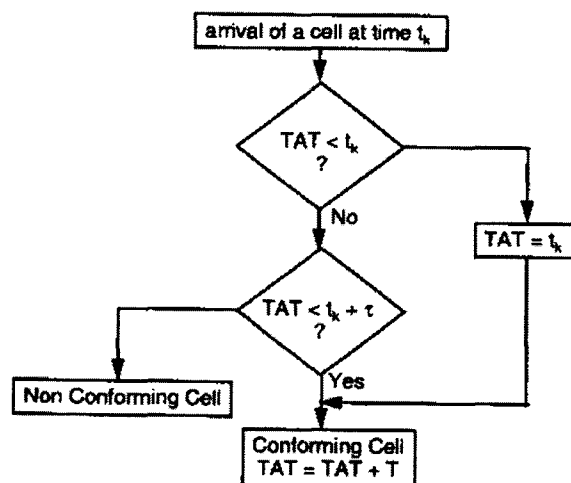 arrival of a cell at time tₖ
TAT < tₖ
?
No
TAT = tₖ
TAT < tₖ + τ
?
Non Conforming Cell
Yes
Conforming Cell
TAT = TAT + T